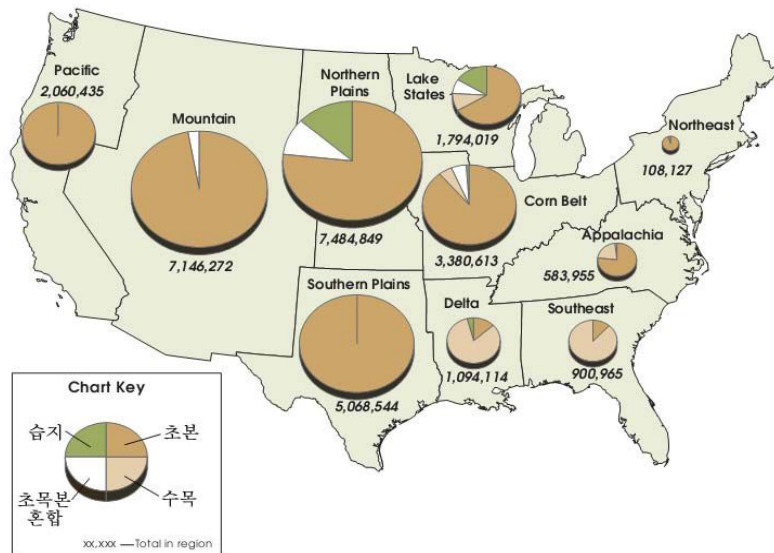 Pacific
2,060,435
Mountain
7,146,272
Northern
Plains
7,484,849
Lake
States
1,794,019
Northeast
108,127
Corn Belt
3,380,613
Appalachia
583,955
Southern Plains
5,068,544
Delta
1,094,114
Southeast
900,965
Chart Key
습지
초본
초목본
혼합
수목
xx,xxx — Total in region